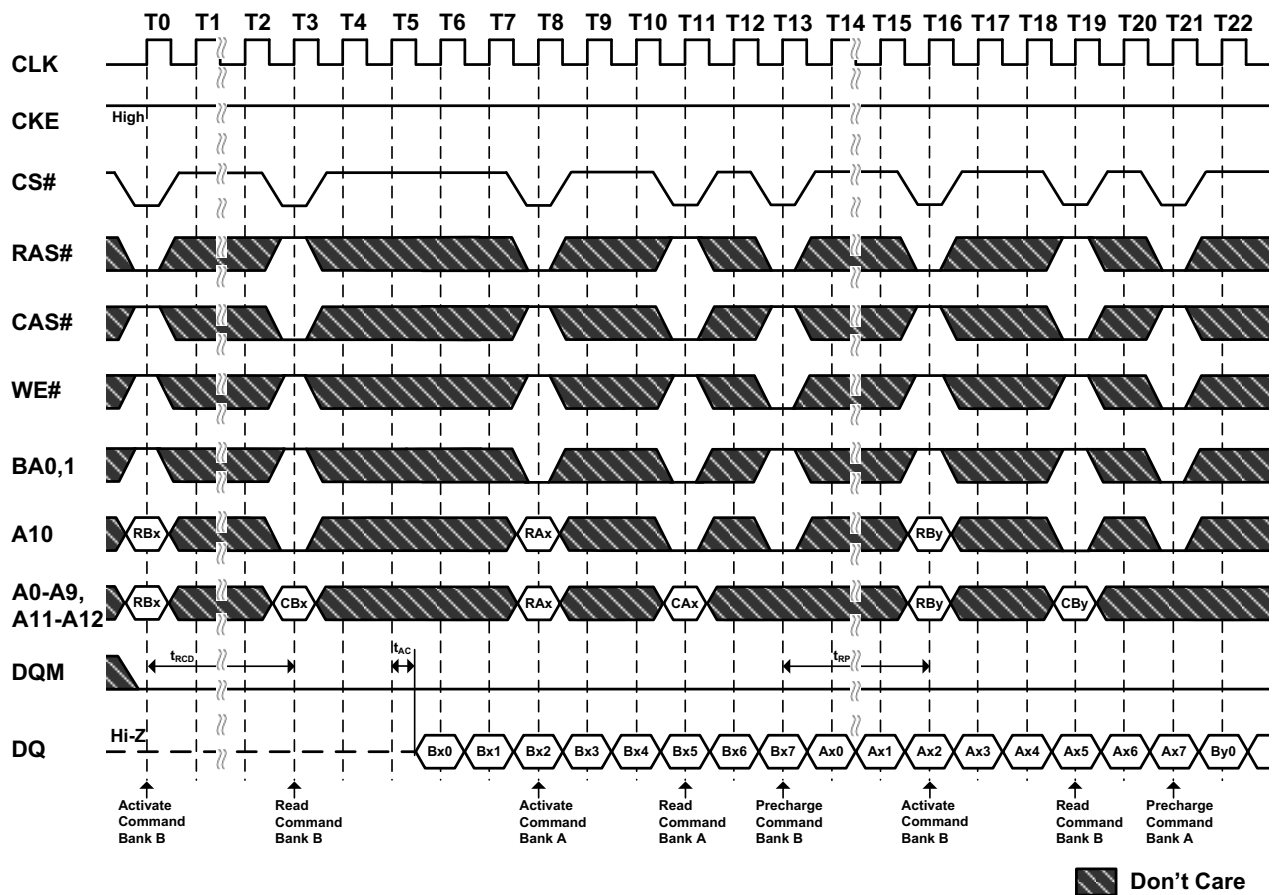 T0 T1 T2 T3 T4 T5 T6 T7 T8 T9 T10 T11 T12 T13 T14 T15 T16 T17 T18 T19 T20 T21 T22
CLK
CKE High
CS#
RAS#
CAS#
WE#
BA0,1
A10 RBx RAx RBy
A0-A9,
A11-A12 RBx CBx RAx CAx RBy CBy
DQM tRCD tAC tRP
DQ Hi-Z Bx0 Bx1 Bx2 Bx3 Bx4 Bx5 Bx6 Bx7 Ax0 Ax1 Ax2 Ax3 Ax4 Ax5 Ax6 Ax7 By0
Activate
Command
Bank B
Read
Command
Bank B
Activate
Command
Bank A
Read
Command
Bank A
Precharge
Command
Bank B
Activate
Command
Bank B
Read
Command
Bank B
Precharge
Command
Bank A
Don't Care